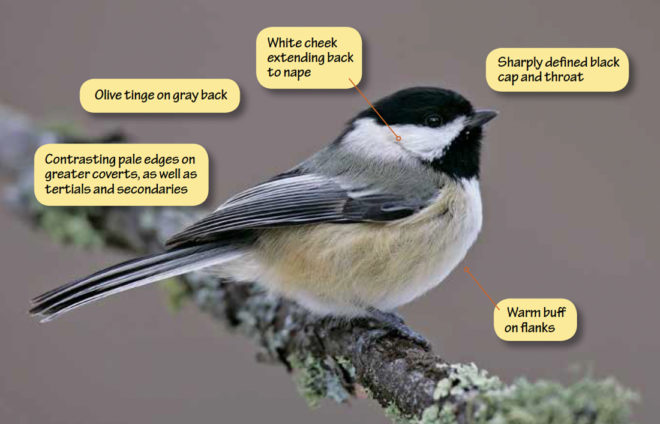 White cheek
extending back
to nape
Sharply defined black
cap and throat
Olive tinge on gray back
Contrasting pale edges on
greater coverts, as well as
tertials and secondaries
Warm buff
on flanks